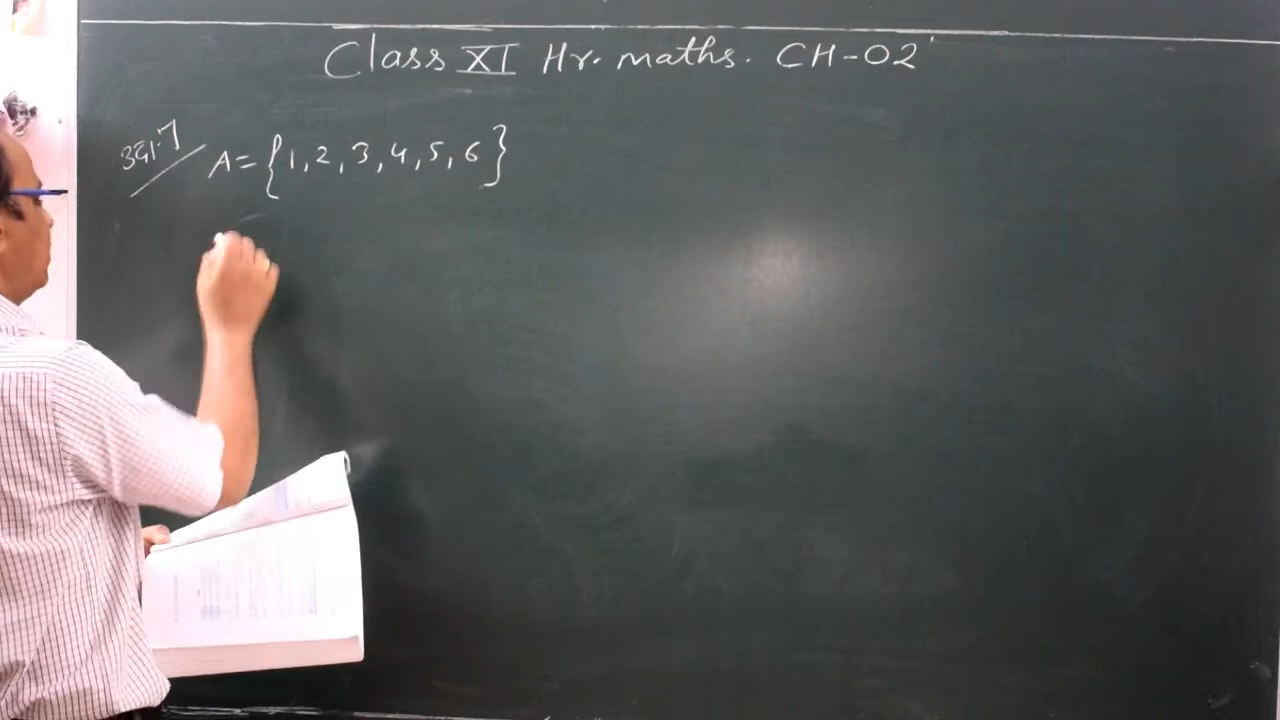 Class XI Hr. maths. CH-02
उदा.7 A = {1, 2, 3, 4, 5, 6}